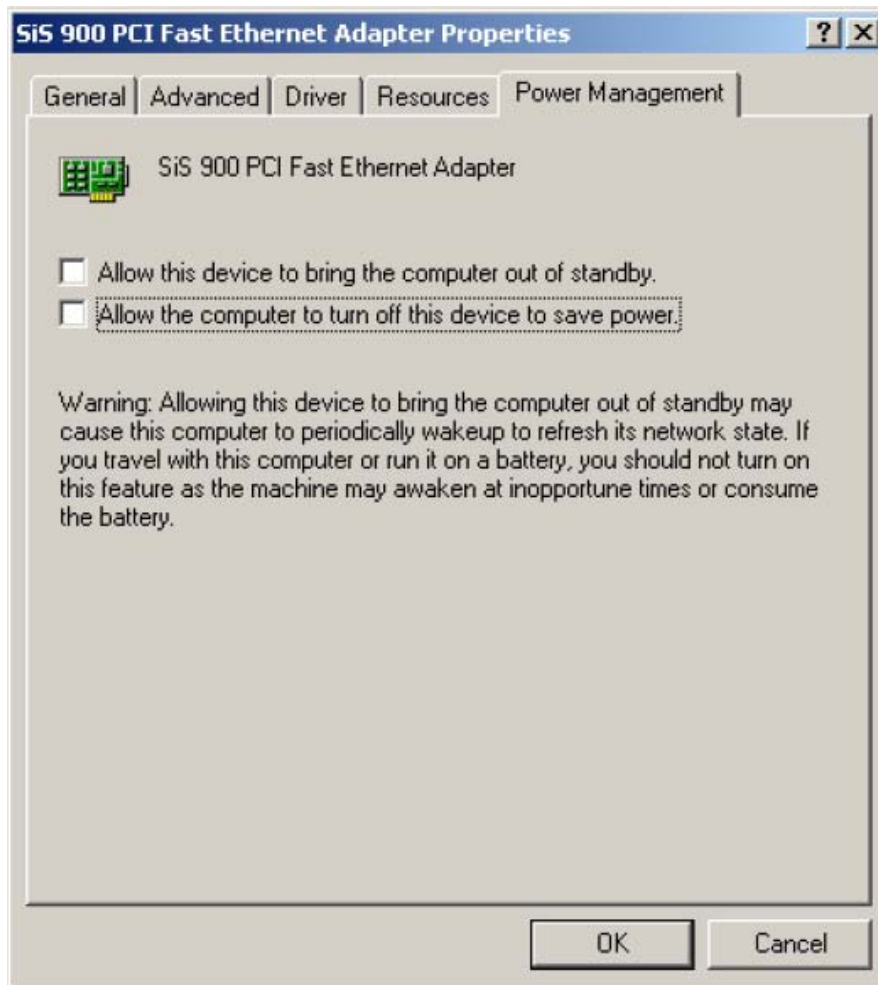 SiS 900 PCI Fast Ethernet Adapter Properties
General Advanced Driver Resources Power Management
SiS 900 PCI Fast Ethernet Adapter
Allow this device to bring the computer out of standby.
Allow the computer to turn off this device to save power.
Warning: Allowing this device to bring the computer out of standby may
cause this computer to periodically wakeup to refresh its network state. If
you travel with this computer or run it on a battery, you should not turn on
this feature as the machine may awaken at inopportune times or consume
the battery.
OK Cancel